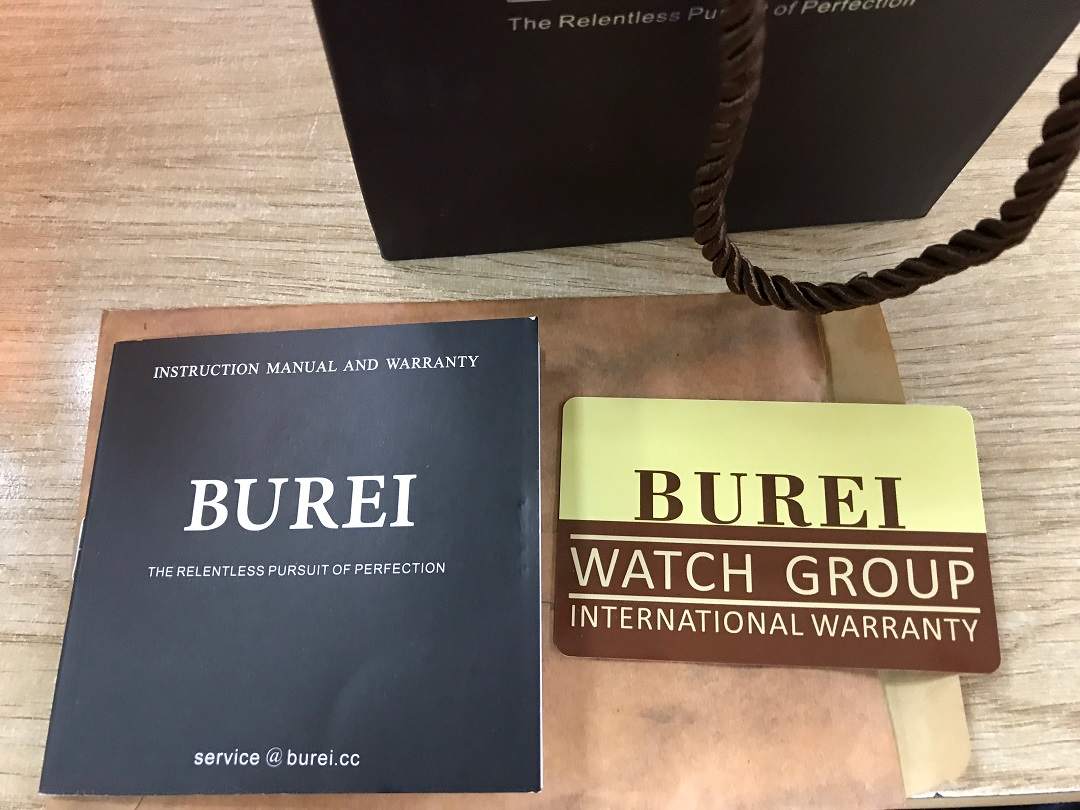 The Relentless Pursuit of Perfection
INSTRUCTION MANUAL AND WARRANTY
BUREI
THE RELENTLESS PURSUIT OF PERFECTION
service@burei.cc
BUREI
WATCH GROUP
INTERNATIONAL WARRANTY